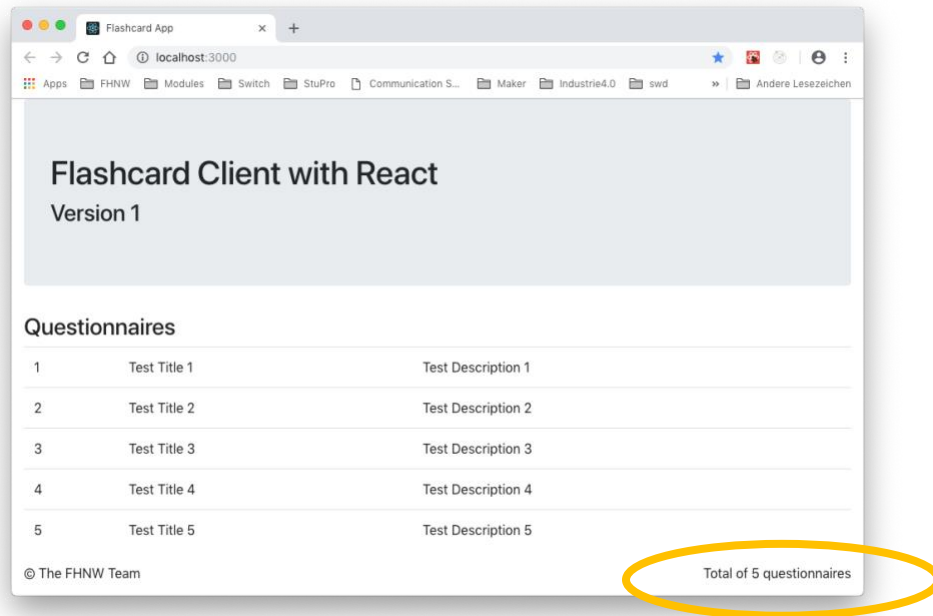 Flashcard App
localhost:3000
Apps FHNW Modules Switch StuPro Communication S... Maker Industrie4.0 swd » Andere Lesezeichen
Flashcard Client with React
Version 1
Questionnaires
1 Test Title 1 Test Description 1
2 Test Title 2 Test Description 2
3 Test Title 3 Test Description 3
4 Test Title 4 Test Description 4
5 Test Title 5 Test Description 5
© The FHNW Team Total of 5 questionnaires